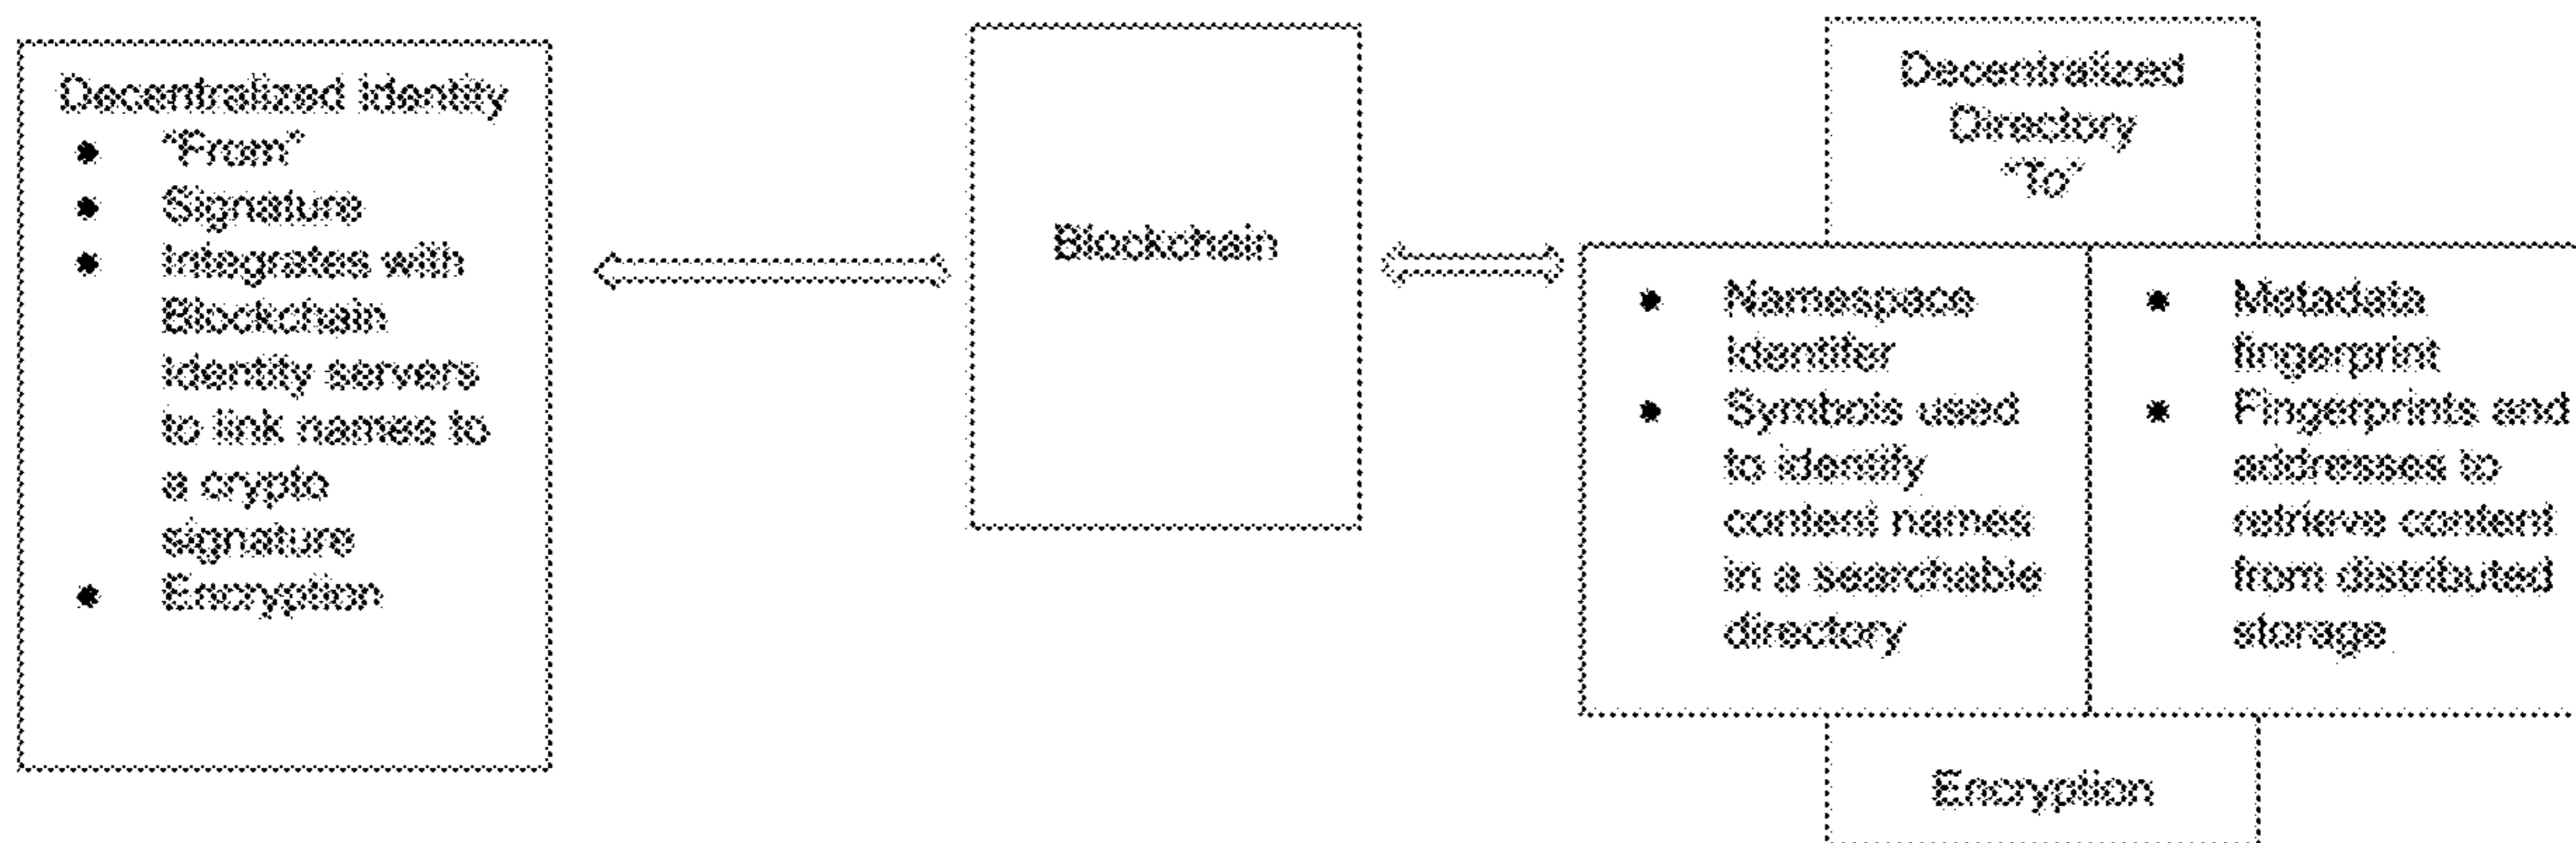 Decentralized Identity
• "From"
• Signature
• Integrates with
Blockchain
identity servers
to link names to
a crypto
signature
• Encryption
Blockchain
Decentralized
Directory
"To"
• Namespace
Identifer
• Symbols used
to identify
content names
in a searchable
directory
• Metadata
fingerprint
• Fingerprints and
addresses to
retrieve content
from distributed
storage
Encryption